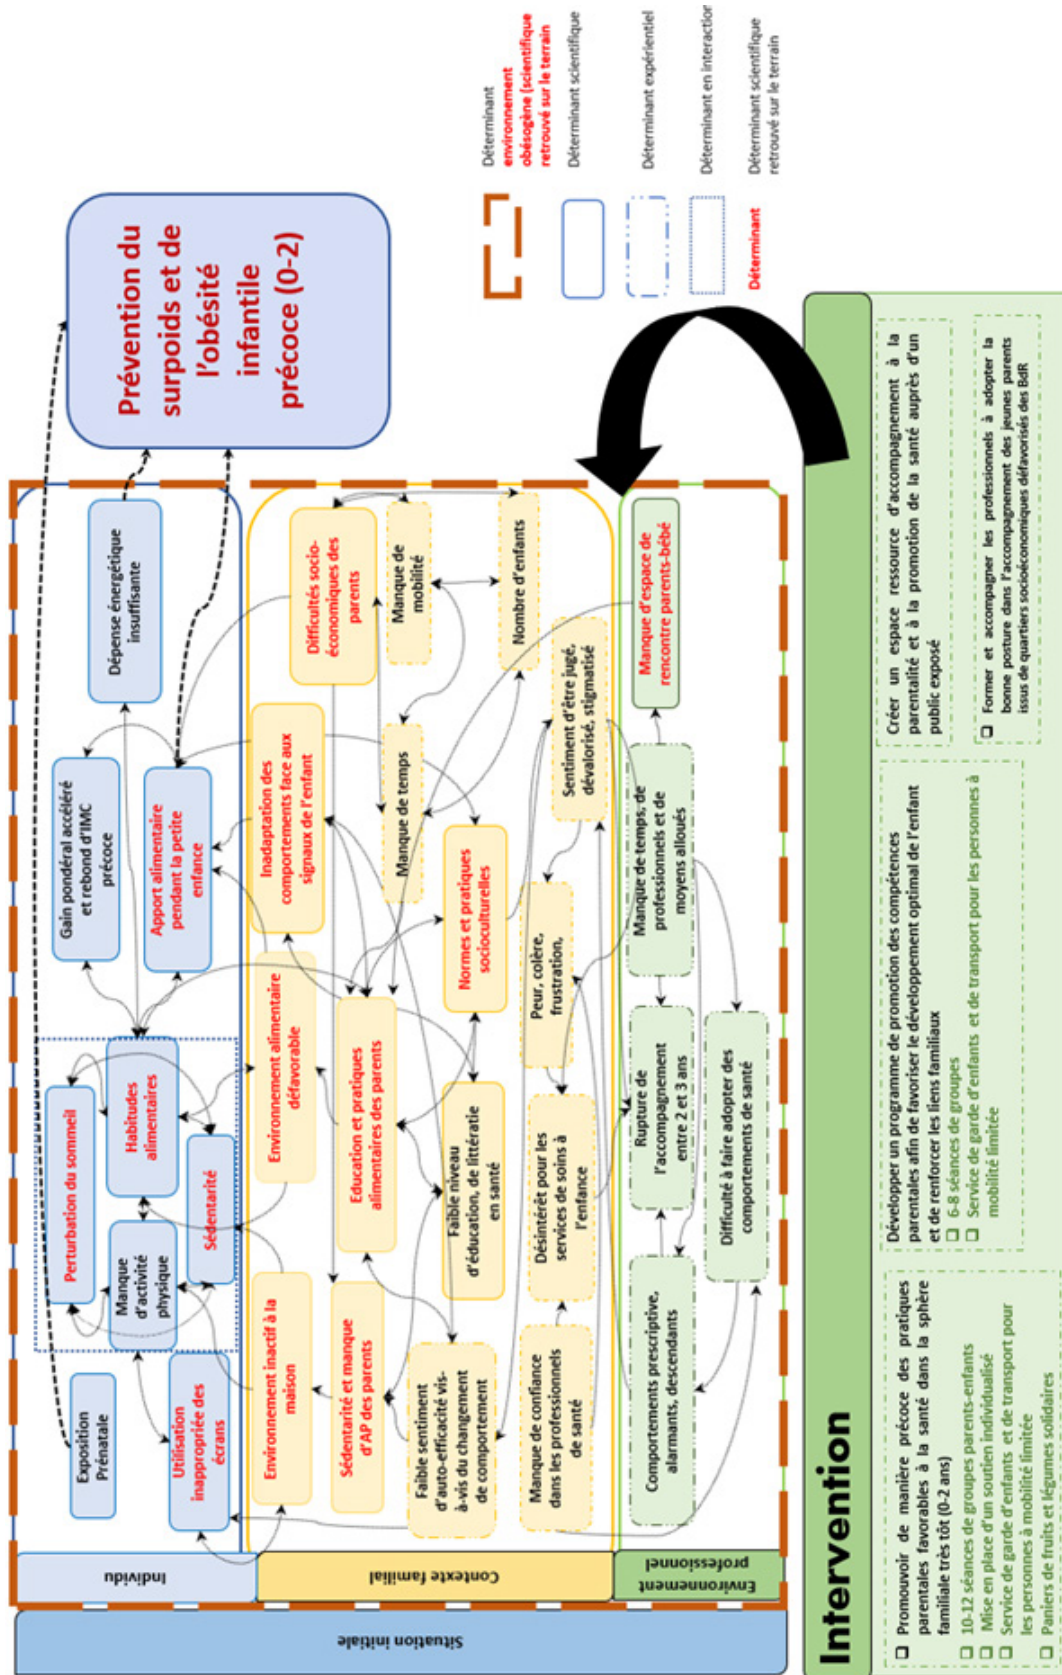 Situation initiale
Individu
Contexte familial
Environnement
professionnel
Exposition
Prénatale
Utilisation
inappropriée des
écrans
Perturbation du sommeil
Manque
d'activité
physique
Habitudes
alimentaires
Sédentarité
Gain pondéral accéléré
et rebond d'IMC
précoce
Apport alimentaire
pendant la petite
enfance
Dépense énergétique
insuffisante
Prévention du
surpoids et de
l'obésité
infantile
précoce (0-2)
Environnement inactif à la
maison
Environnement alimentaire
défavorable
Inadaptation des
comportements face aux
signaux de l'enfant
Difficultés socio-
économiques des
parents
Sédentarité et manque
d'AP des parents
Education et pratiques
alimentaires des parents
Manque de temps
Manque de
mobilité
Faible sentiment
d'auto-efficacité vis-
à-vis du changement
de comportement
Faible niveau
d'éducation, de littératie
en santé
Normes et pratiques
socioculturelles
Nombre d'enfants
Manque de confiance
dans les professionnels
de santé
Désintérêt pour les
services de soins à
l'enfance
Peur, colère,
frustration,
Sentiment d'être jugé,
dévalorisé, stigmatisé
Comportements prescriptive,
alarmants, descendants
Rupture de
l'accompagnement
entre 2 et 3 ans
Manque de temps, de
professionnels et de
moyens alloués
Manque d'espace de
rencontre parents-bébé
Difficulté à faire adopter des
comportements de santé
Déterminant
environnement
obésogène (scientifique
retrouvé sur le terrain
Déterminant scientifique
Déterminant expérientiel
Déterminant en interaction
Déterminant
Déterminant scientifique
retrouvé sur le terrain
Intervention
❑ Promouvoir de manière précoce des pratiques
parentales favorables à la santé dans la sphère
familiale très tôt (0-2 ans)
❑ 10-12 séances de groupes parents-enfants
❑ Mise en place d'un soutien individualisé
❑ Service de garde d'enfants et de transport pour
les personnes à mobilité limitée
❑ Paniers de fruits et légumes solidaires
Développer un programme de promotion des compétences
parentales afin de favoriser le développement optimal de l'enfant
et de renforcer les liens familiaux
❑ 6-8 séances de groupes
❑ Service de garde d'enfants et de transport pour les personnes à
mobilité limitée
Créer un espace ressource d'accompagnement à la
parentalité et à la promotion de la santé auprès d'un
public exposé
❑ Former et accompagner les professionnels à adopter la
bonne posture dans l'accompagnement des jeunes parents
issus de quartiers socioéconomiques défavorisés des BdR